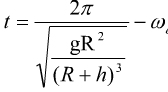 t = 2π / √( gR² / (R + h)³ ) − ω